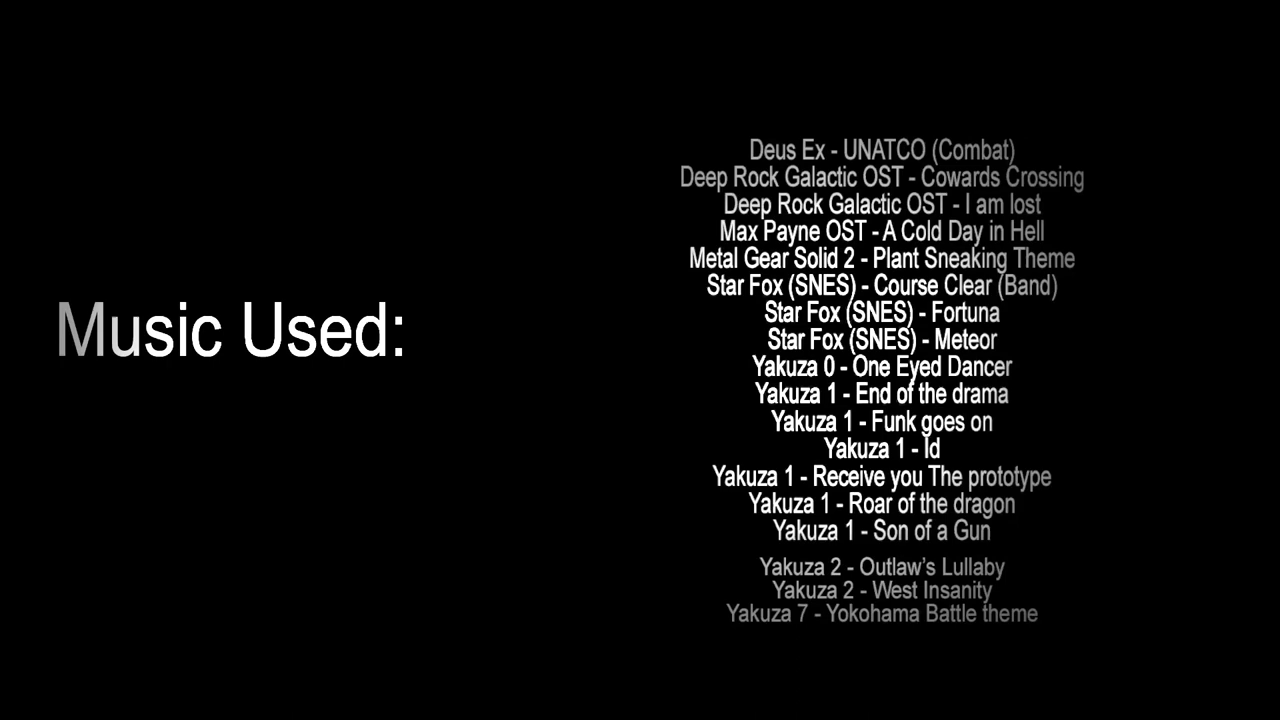 Music Used:
Deus Ex - UNATCO (Combat)
Deep Rock Galactic OST - Cowards Crossing
Deep Rock Galactic OST - I am lost
Max Payne OST - A Cold Day in Hell
Metal Gear Solid 2 - Plant Sneaking Theme
Star Fox (SNES) - Course Clear (Band)
Star Fox (SNES) - Fortuna
Star Fox (SNES) - Meteor
Yakuza 0 - One Eyed Dancer
Yakuza 1 - End of the drama
Yakuza 1 - Funk goes on
Yakuza 1 - Id
Yakuza 1 - Receive you The prototype
Yakuza 1 - Roar of the dragon
Yakuza 1 - Son of a Gun
Yakuza 2 - Outlaw's Lullaby
Yakuza 2 - West Insanity
Yakuza 7 - Yokohama Battle theme